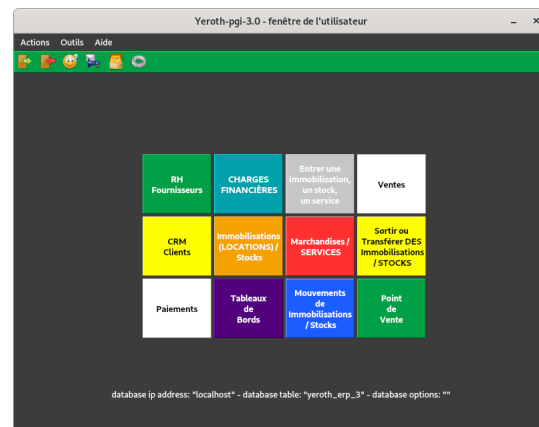 Yeroth-pgi-3.0 - fenêtre de l'utilisateur
Actions Outils Aide
RH
Fournisseurs
CHARGES
FINANCIÈRES
Entrer une
immobilisation,
un stock,
un service
Ventes
CRM
Clients
Immobilisations
(LOCATIONS) /
Stocks
Marchandises /
SERVICES
Sortir ou
Transférer DES
Immobilisations
/ STOCKS
Paiements
Tableaux
de
Bords
Mouvements
de
Immobilisations
/ Stocks
Point
de
Vente
database ip address: "localhost" - database table: "yeroth_erp_3" - database options: ""